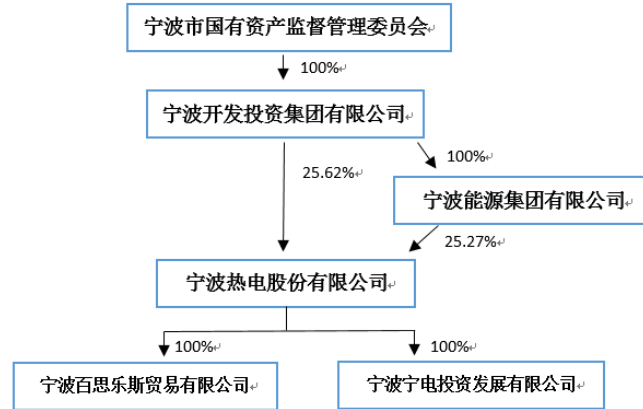 宁波市国有资产监督管理委员会
100%
宁波开发投资集团有限公司
25.62%
100%
宁波能源集团有限公司
25.27%
宁波热电股份有限公司
100%
100%
宁波百思乐斯贸易有限公司
宁波宁电投资发展有限公司